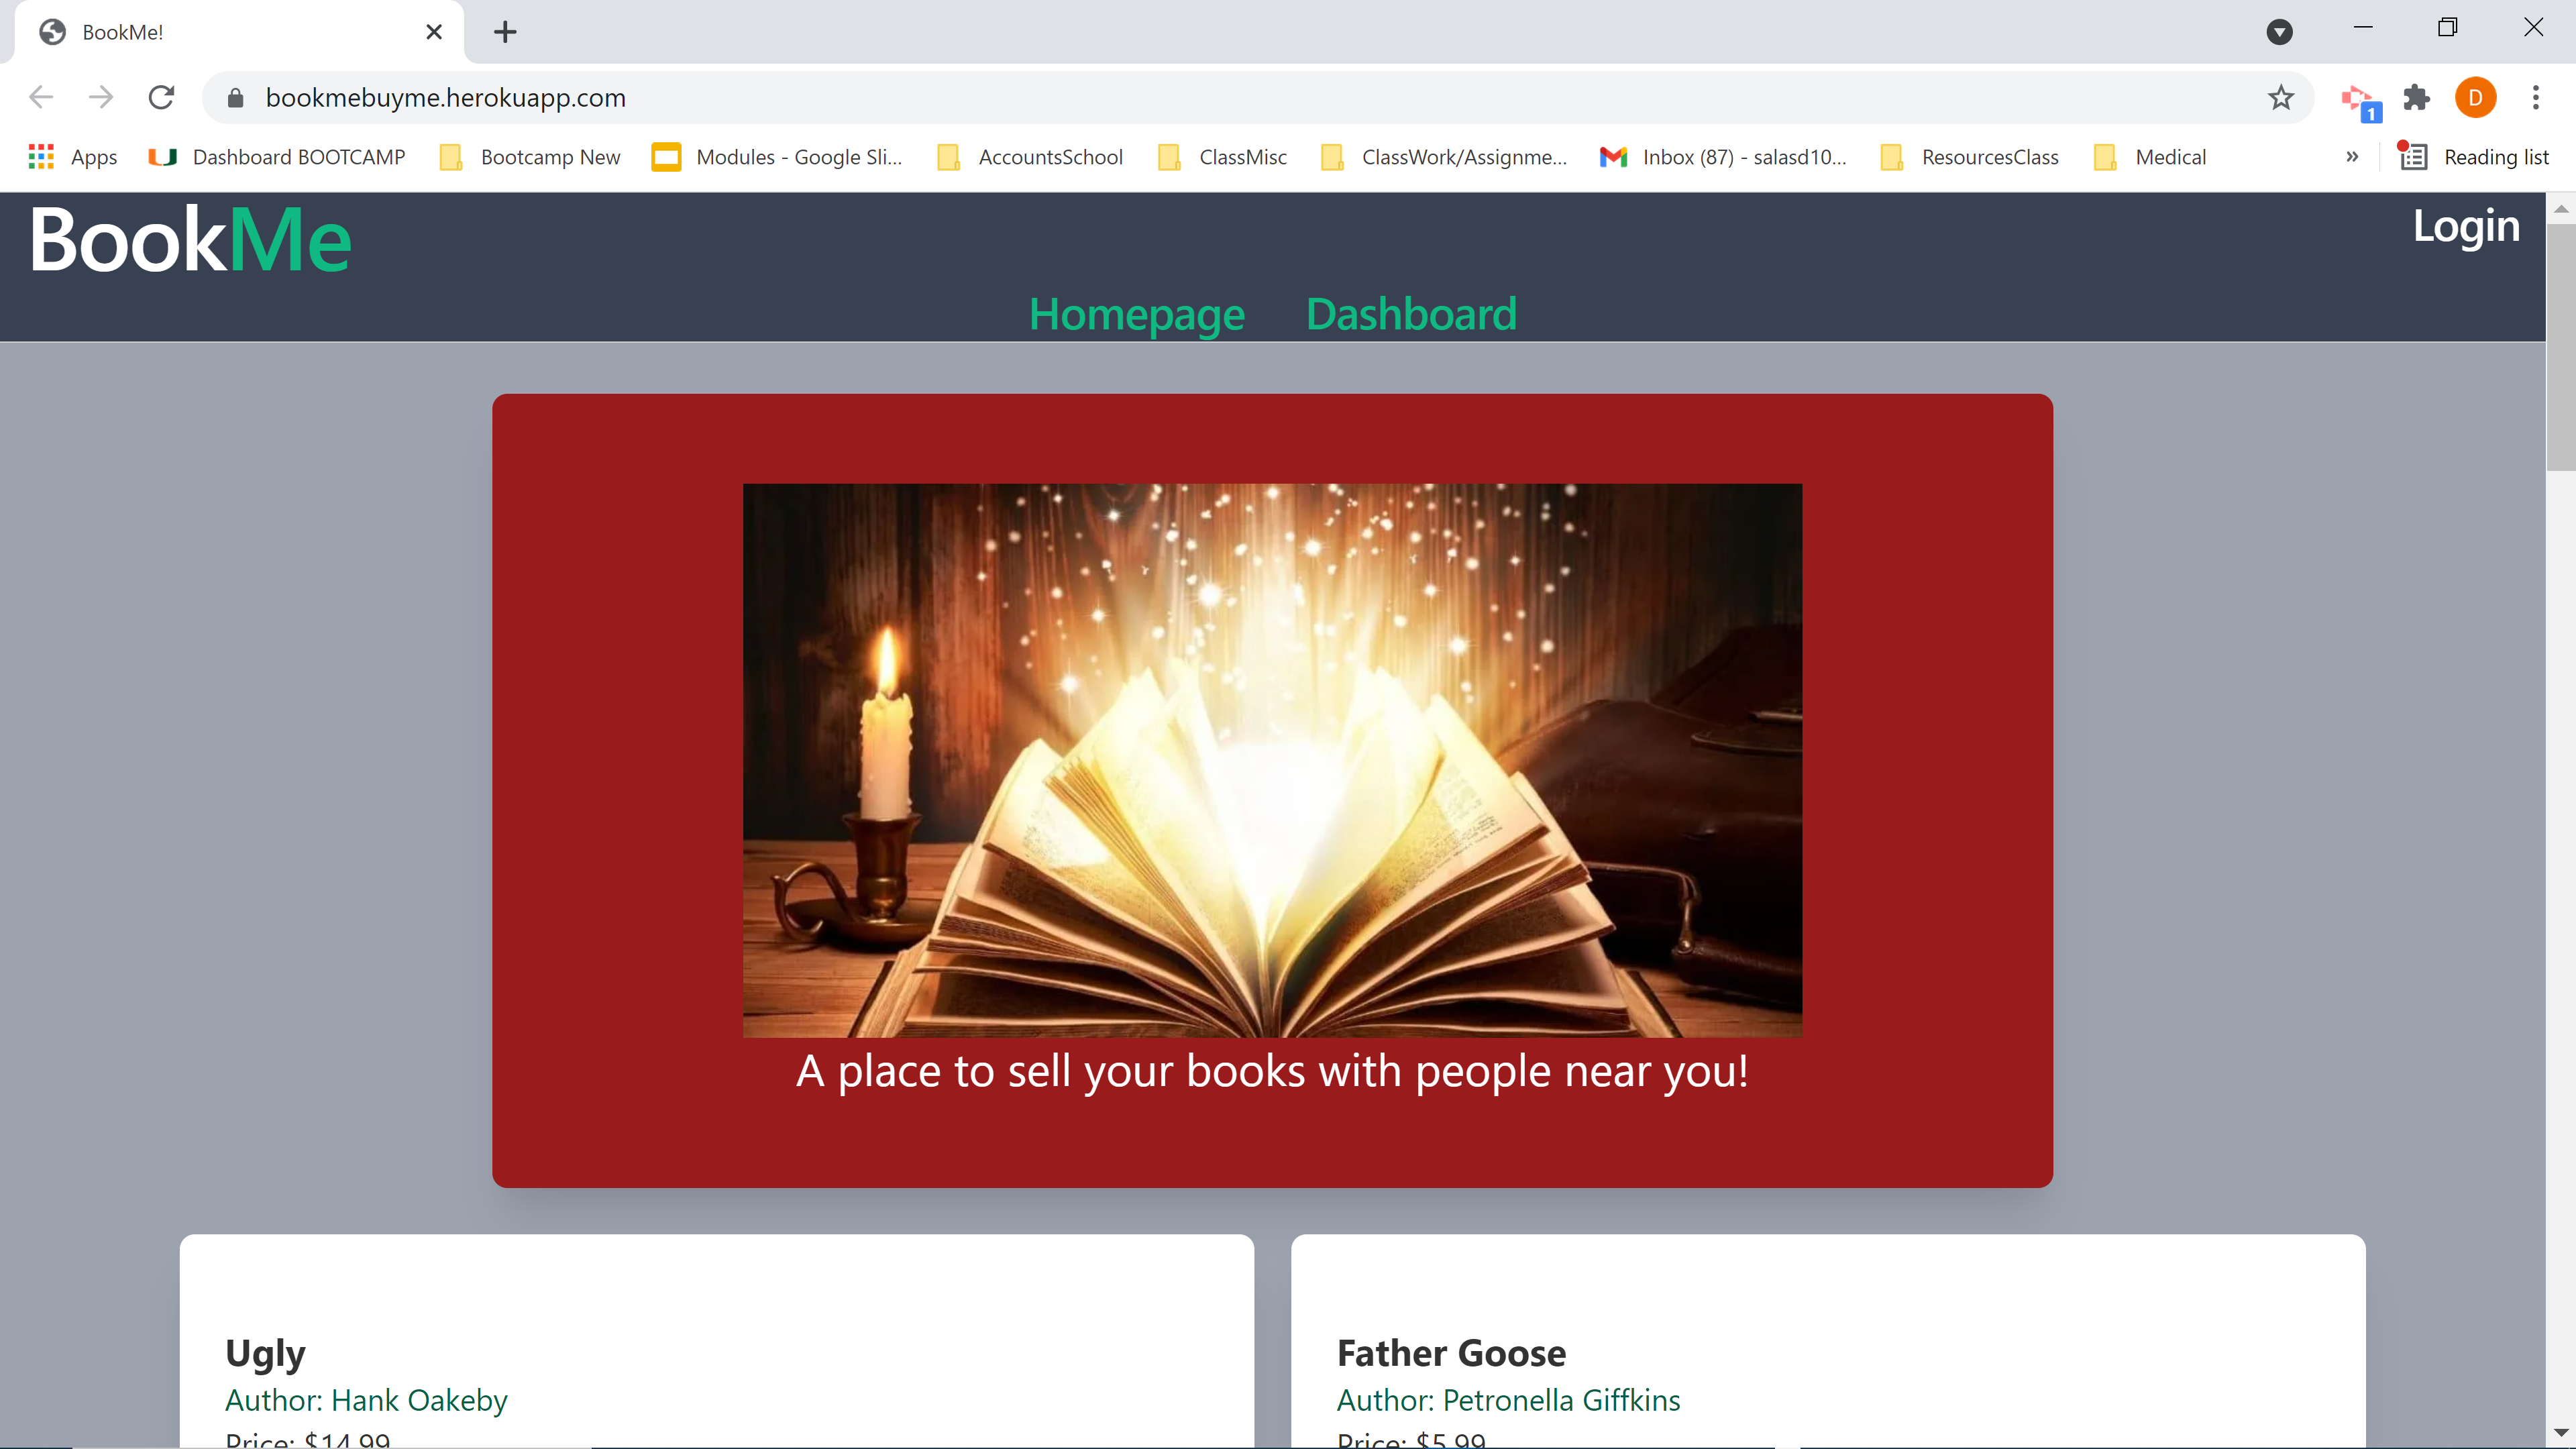 BookMe!
bookmebuyme.herokuapp.com
D
1
Apps
Dashboard BOOTCAMP
Bootcamp New
Modules - Google Sli...
AccountsSchool
ClassMisc
ClassWork/Assignme...
Inbox (87) - salasd10...
ResourcesClass
Medical
»
Reading list
BookMe
Login
Homepage
Dashboard
A place to sell your books with people near you!
Ugly
Author: Hank Oakeby
Price: $14.99
Father Goose
Author: Petronella Giffkins
Price: $5.99